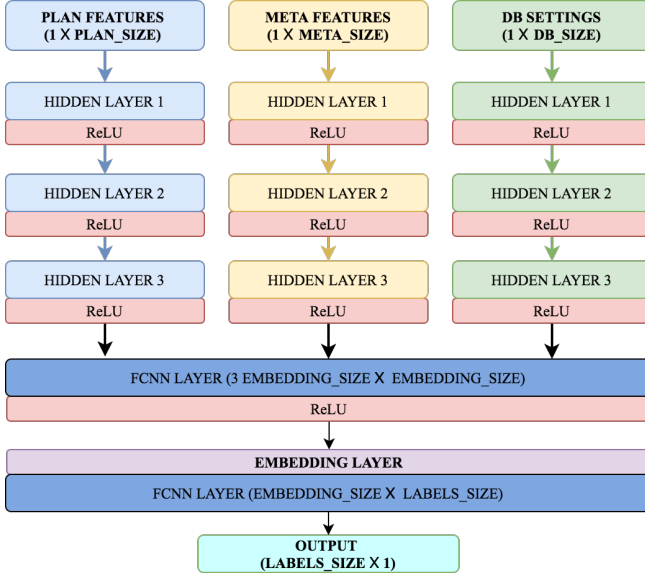 PLAN FEATURES
(1 X PLAN_SIZE)
META FEATURES
(1 X META_SIZE)
DB SETTINGS
(1 X DB_SIZE)
HIDDEN LAYER 1
ReLU
HIDDEN LAYER 1
ReLU
HIDDEN LAYER 1
ReLU
HIDDEN LAYER 2
ReLU
HIDDEN LAYER 2
ReLU
HIDDEN LAYER 2
ReLU
HIDDEN LAYER 3
ReLU
HIDDEN LAYER 3
ReLU
HIDDEN LAYER 3
ReLU
FCNN LAYER (3 EMBEDDING_SIZE X EMBEDDING_SIZE)
ReLU
EMBEDDING LAYER
FCNN LAYER (EMBEDDING_SIZE X LABELS_SIZE)
OUTPUT
(LABELS_SIZE X 1)